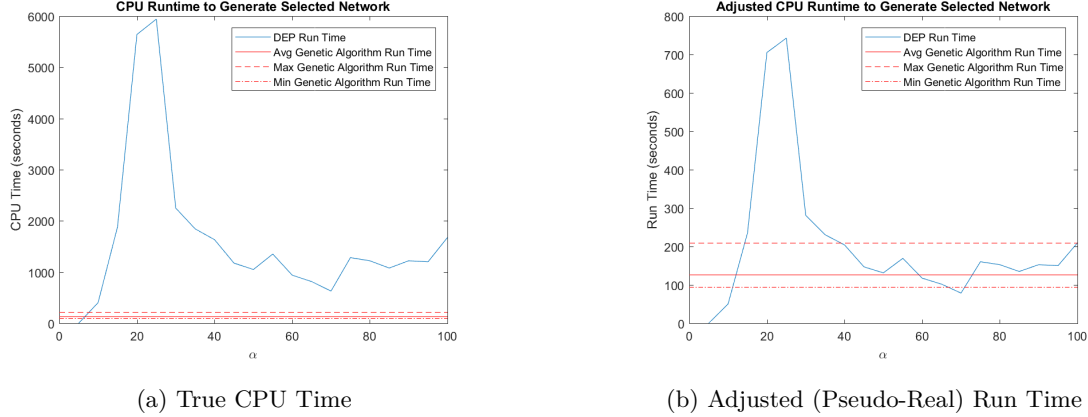 CPU Runtime to Generate Selected Network
6000
5000
4000
3000
2000
1000
0
CPU Time (seconds)
DEP Run Time
Avg Genetic Algorithm Run Time
Max Genetic Algorithm Run Time
Min Genetic Algorithm Run Time
0 20 40 60 80 100
α
(a) True CPU Time
Adjusted CPU Runtime to Generate Selected Network
800
700
600
500
400
300
200
100
0
Run Time (seconds)
DEP Run Time
Avg Genetic Algorithm Run Time
Max Genetic Algorithm Run Time
Min Genetic Algorithm Run Time
0 20 40 60 80 100
α
(b) Adjusted (Pseudo-Real) Run Time